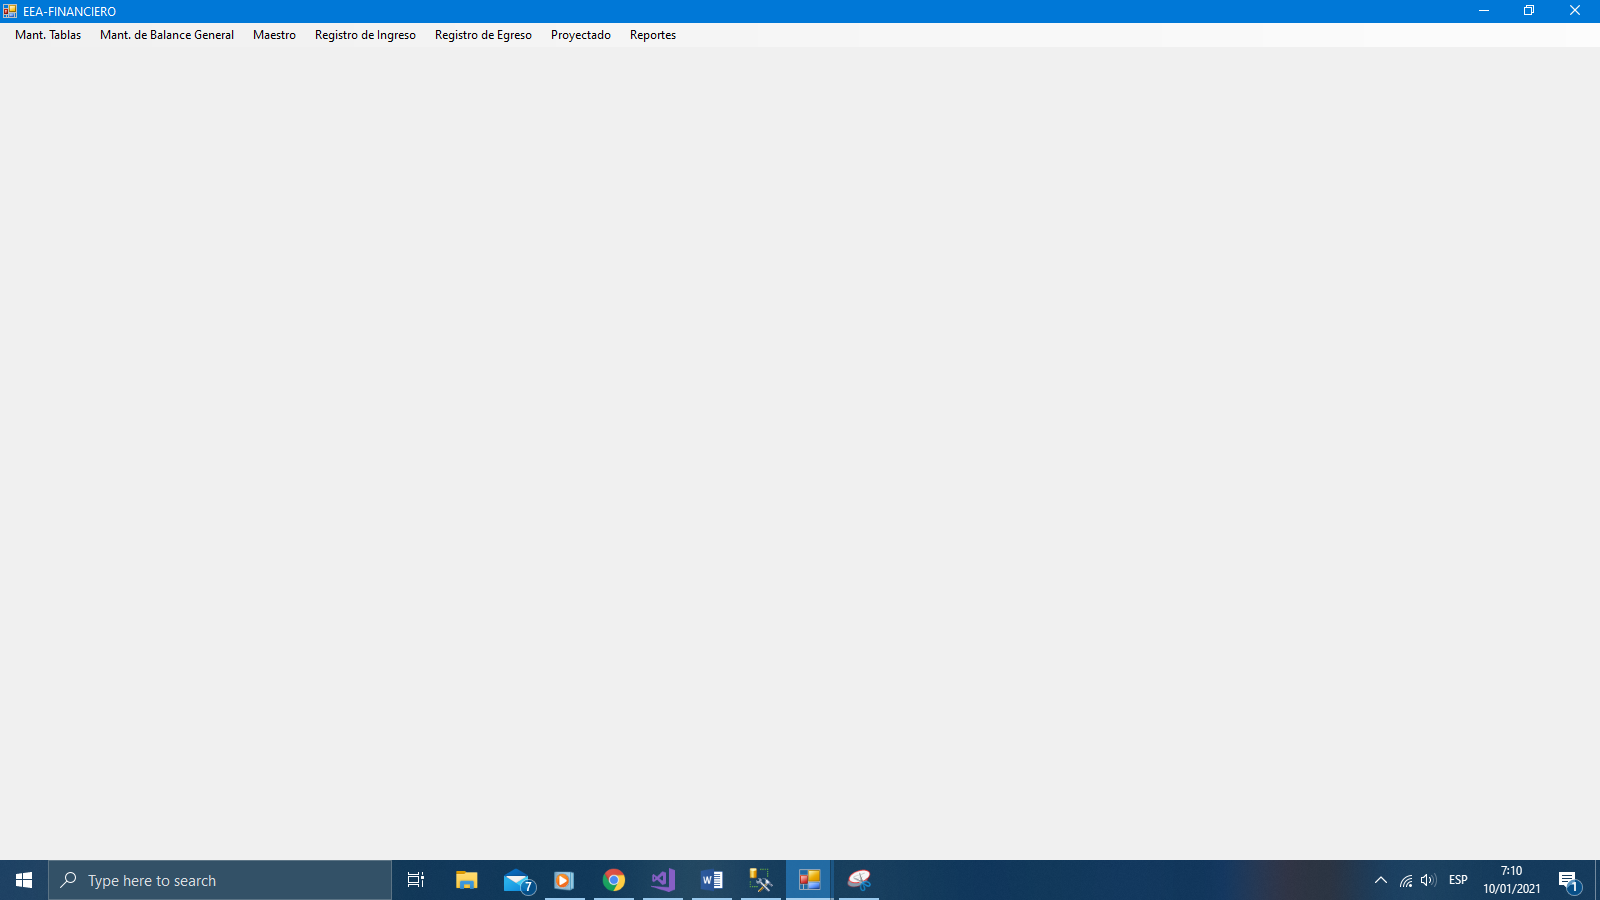 EEA-FINANCIERO
Mant. Tablas Mant. de Balance General Maestro Registro de Ingreso Registro de Egreso Proyectado Reportes
Type here to search 7 W ESP 7:10 1
10/01/2021